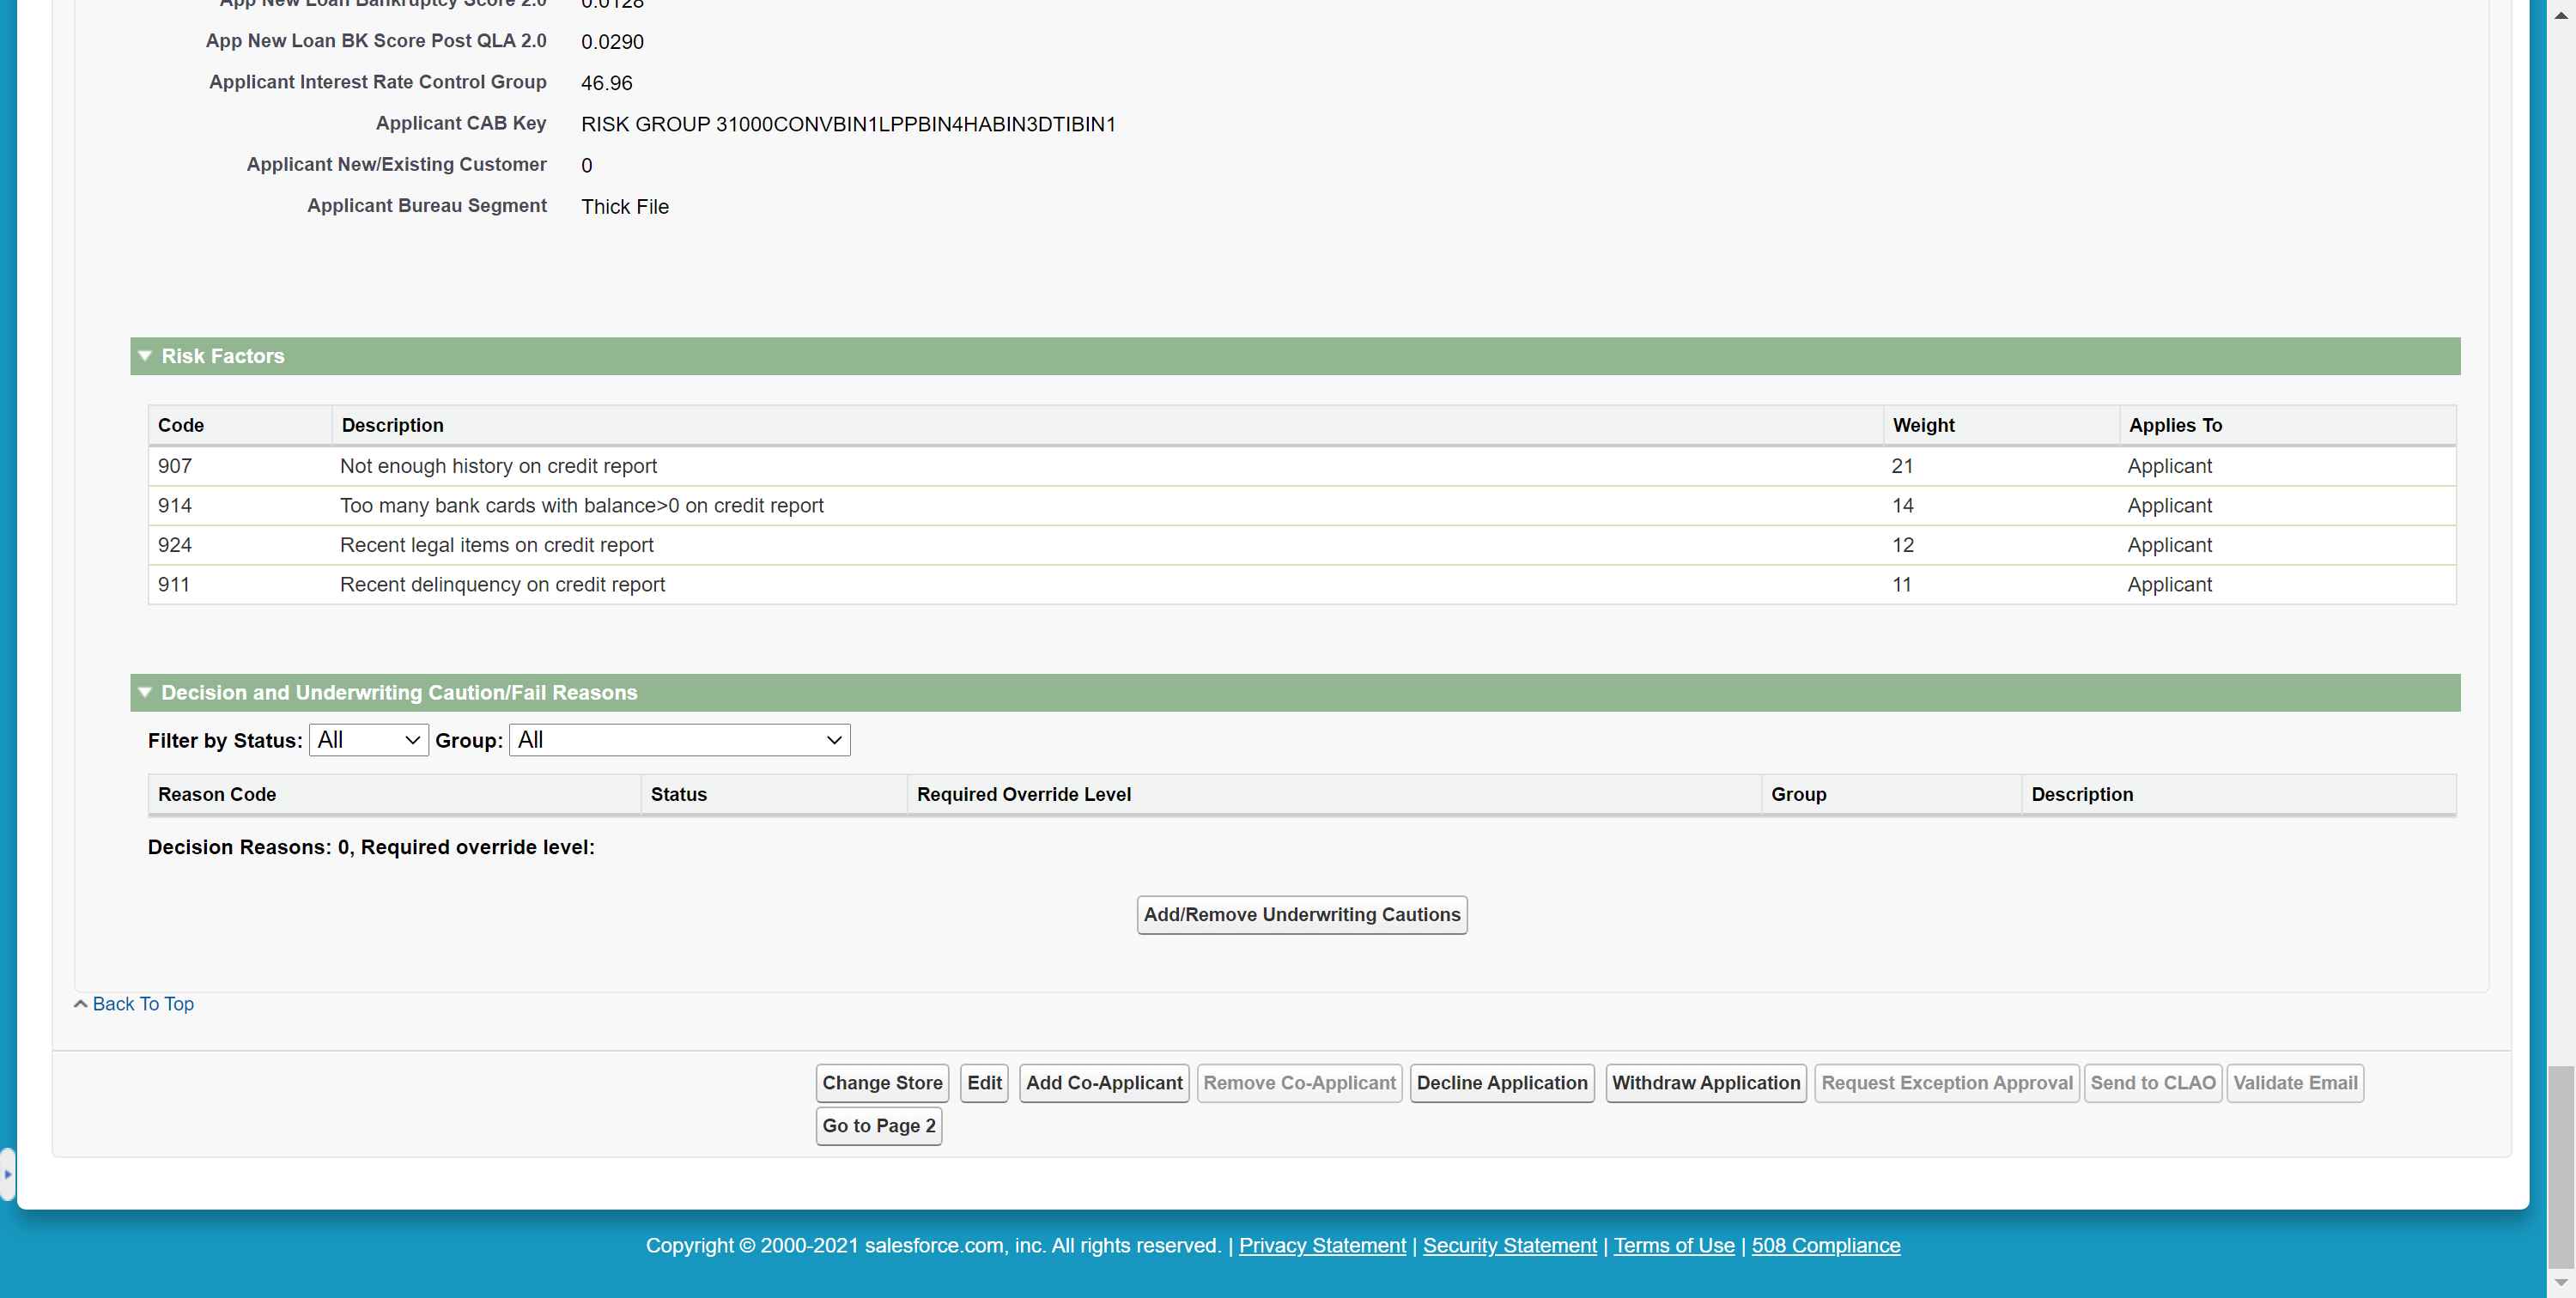 App New Loan Bankruptcy Score 2.0 0.0128
App New Loan BK Score Post QLA 2.0 0.0290
Applicant Interest Rate Control Group 46.96
Applicant CAB Key RISK GROUP 31000CONVBIN1LPPBIN4HABIN3DTIBIN1
Applicant New/Existing Customer 0
Applicant Bureau Segment Thick File
Risk Factors
Code Description Weight Applies To
907 Not enough history on credit report 21 Applicant
914 Too many bank cards with balance>0 on credit report 14 Applicant
924 Recent legal items on credit report 12 Applicant
911 Recent delinquency on credit report 11 Applicant
Decision and Underwriting Caution/Fail Reasons
Filter by Status: All Group: All
Reason Code Status Required Override Level Group Description
Decision Reasons: 0, Required override level:
Add/Remove Underwriting Cautions
Back To Top
Change Store Edit Add Co-Applicant Remove Co-Applicant Decline Application Withdraw Application Request Exception Approval Send to CLAO Validate Email
Go to Page 2
Copyright © 2000-2021 salesforce.com, inc. All rights reserved. | Privacy Statement | Security Statement | Terms of Use | 508 Compliance